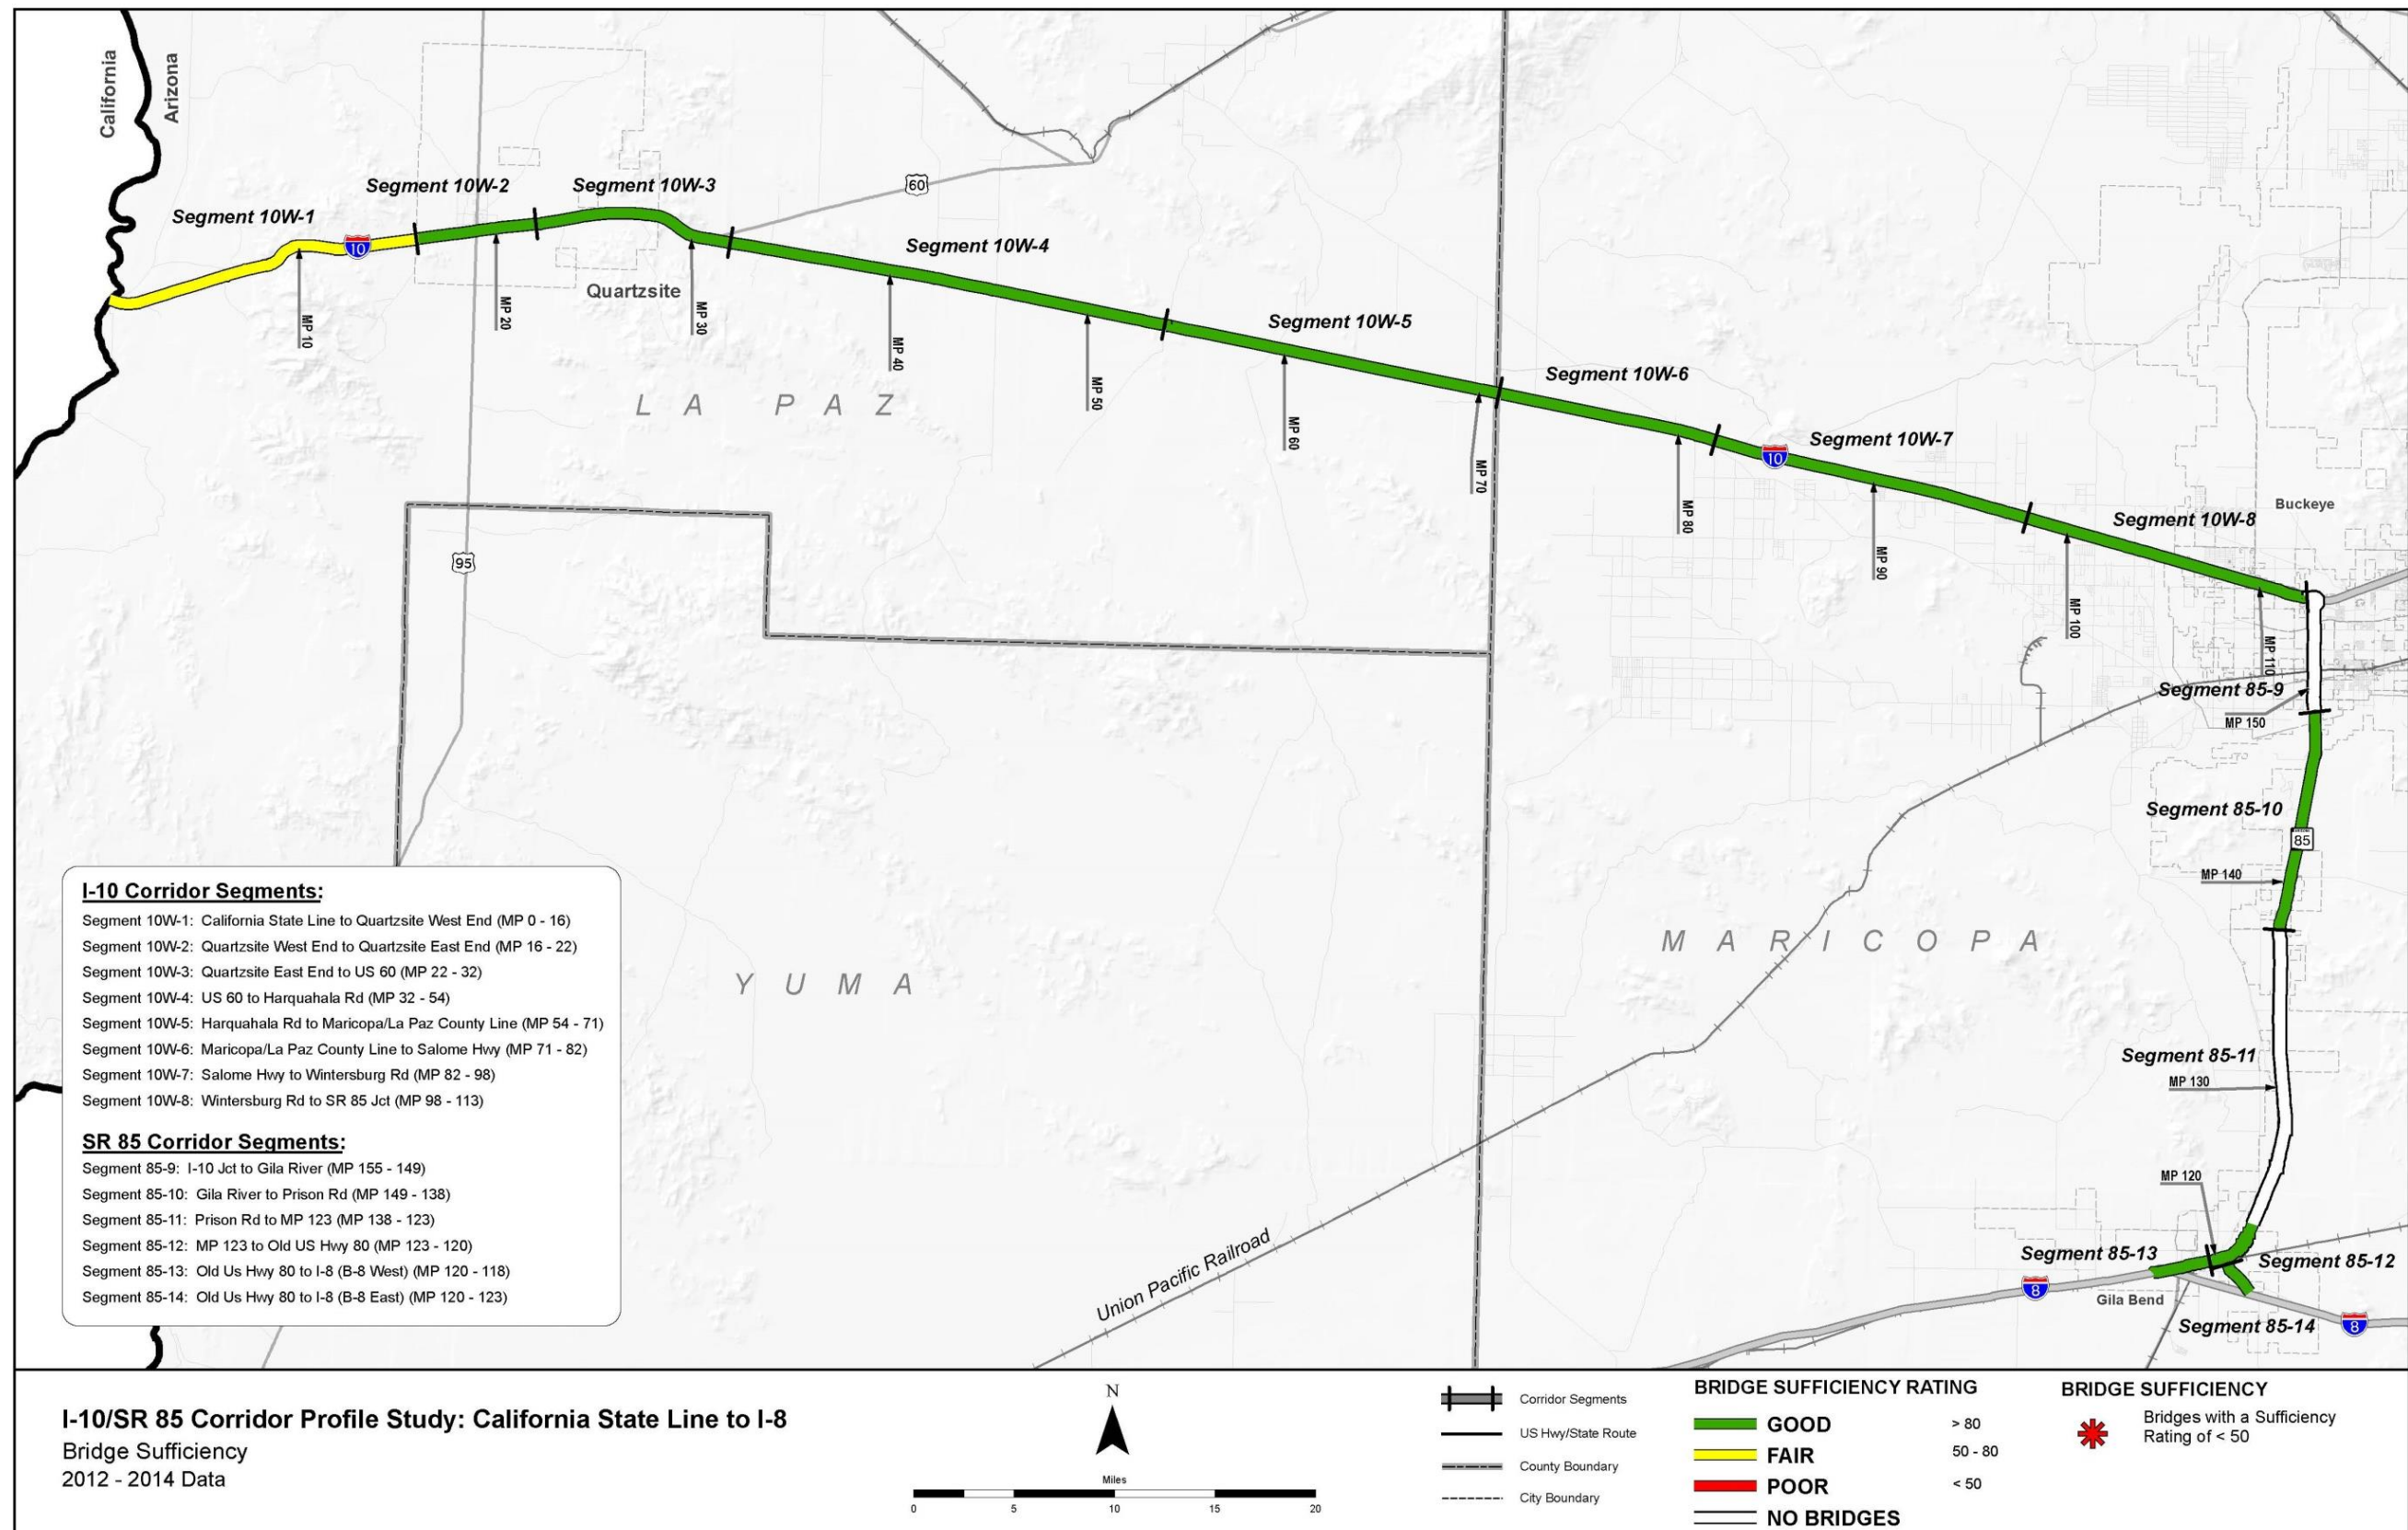 California
Arizona
Segment 10W-1
Segment 10W-2
Segment 10W-3
60
Segment 10W-4
10
Quartzsite
MP 10
MP 20
MP 30
MP 40
MP 50
MP 60
MP 70
MP 80
MP 90
MP 100
MP 110
Segment 10W-5
Segment 10W-6
10
Segment 10W-7
Segment 10W-8
Buckeye
LA PAZ
95
Segment 85-9
MP 150
Segment 85-10
85
MP 140
MARICOPA
YUMA
Segment 85-11
MP 130
MP 120
Segment 85-13
Segment 85-12
8
Gila Bend
Segment 85-14
8
Union Pacific Railroad
I-10 Corridor Segments:
Segment 10W-1: California State Line to Quartzsite West End (MP 0 - 16)
Segment 10W-2: Quartzsite West End to Quartzsite East End (MP 16 - 22)
Segment 10W-3: Quartzsite East End to US 60 (MP 22 - 32)
Segment 10W-4: US 60 to Harquahala Rd (MP 32 - 54)
Segment 10W-5: Harquahala Rd to Maricopa/La Paz County Line (MP 54 - 71)
Segment 10W-6: Maricopa/La Paz County Line to Salome Hwy (MP 71 - 82)
Segment 10W-7: Salome Hwy to Wintersburg Rd (MP 82 - 98)
Segment 10W-8: Wintersburg Rd to SR 85 Jct (MP 98 - 113)
SR 85 Corridor Segments:
Segment 85-9: I-10 Jct to Gila River (MP 155 - 149)
Segment 85-10: Gila River to Prison Rd (MP 149 - 138)
Segment 85-11: Prison Rd to MP 123 (MP 138 - 123)
Segment 85-12: MP 123 to Old US Hwy 80 (MP 123 - 120)
Segment 85-13: Old Us Hwy 80 to I-8 (B-8 West) (MP 120 - 118)
Segment 85-14: Old Us Hwy 80 to I-8 (B-8 East) (MP 120 - 123)
I-10/SR 85 Corridor Profile Study: California State Line to I-8
Bridge Sufficiency
2012 - 2014 Data
N
Miles
0 5 10 15 20
Corridor Segments
US Hwy/State Route
County Boundary
City Boundary
BRIDGE SUFFICIENCY RATING
GOOD > 80
FAIR 50 - 80
POOR < 50
NO BRIDGES
BRIDGE SUFFICIENCY
Bridges with a Sufficiency
Rating of < 50